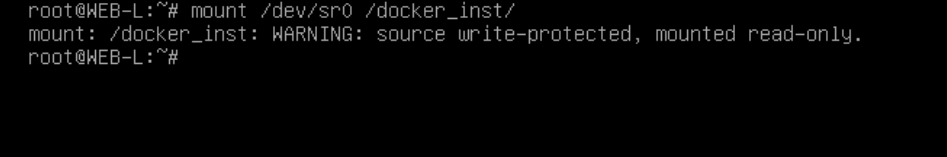 root@WEB-L:~# mount /dev/sr0 /docker_inst/
mount: /docker_inst: WARNING: source write-protected, mounted read-only.
root@WEB-L:~#